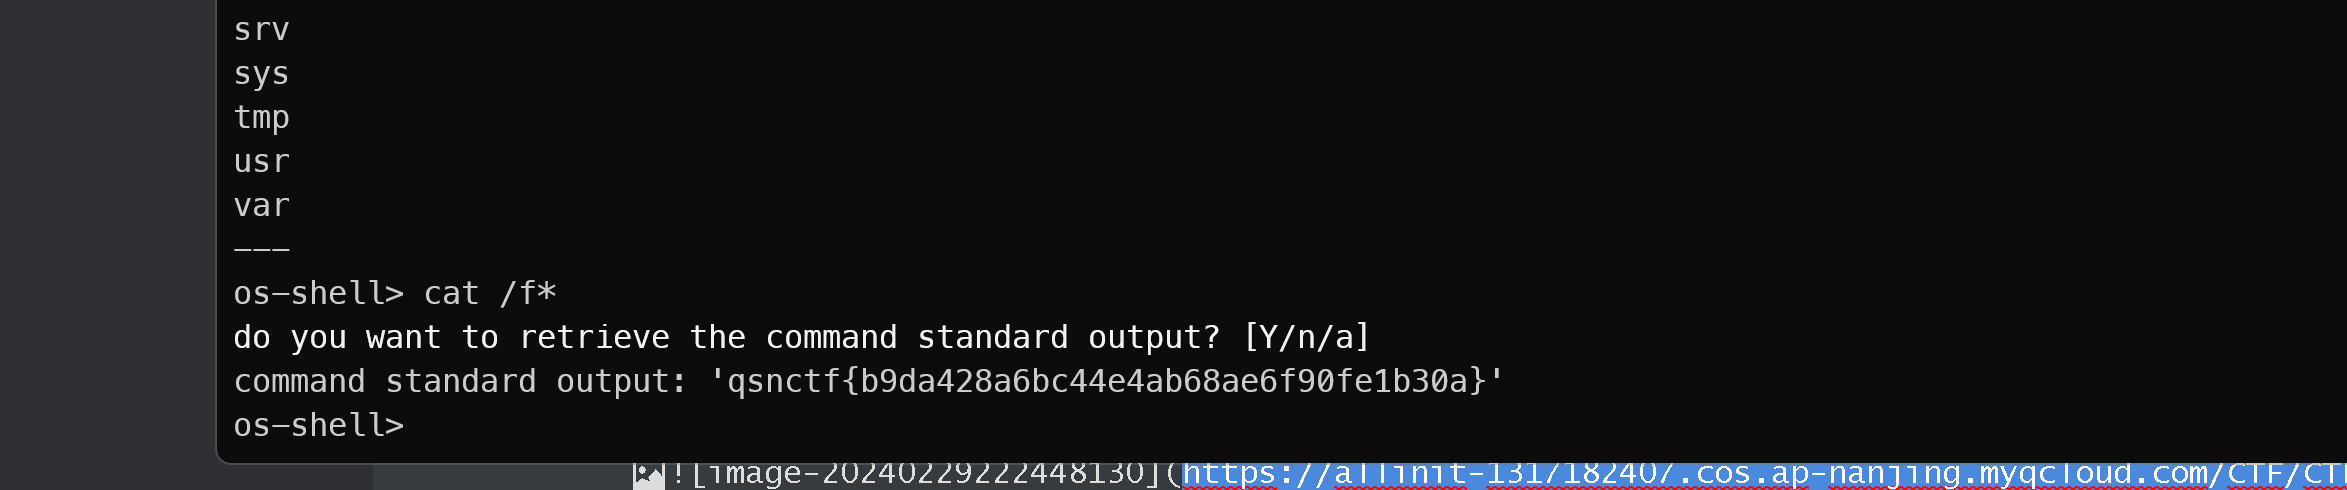 srv
sys
tmp
usr
var
---
os-shell> cat /f*
do you want to retrieve the command standard output? [Y/n/a]
command standard output: 'qsnctf{b9da428a6bc44e4ab68ae6f90fe1b30a}'
os-shell>
![image-20240229222448130](https://allinit-1317182407.cos.ap-nanjing.myqcloud.com/CTF/CT